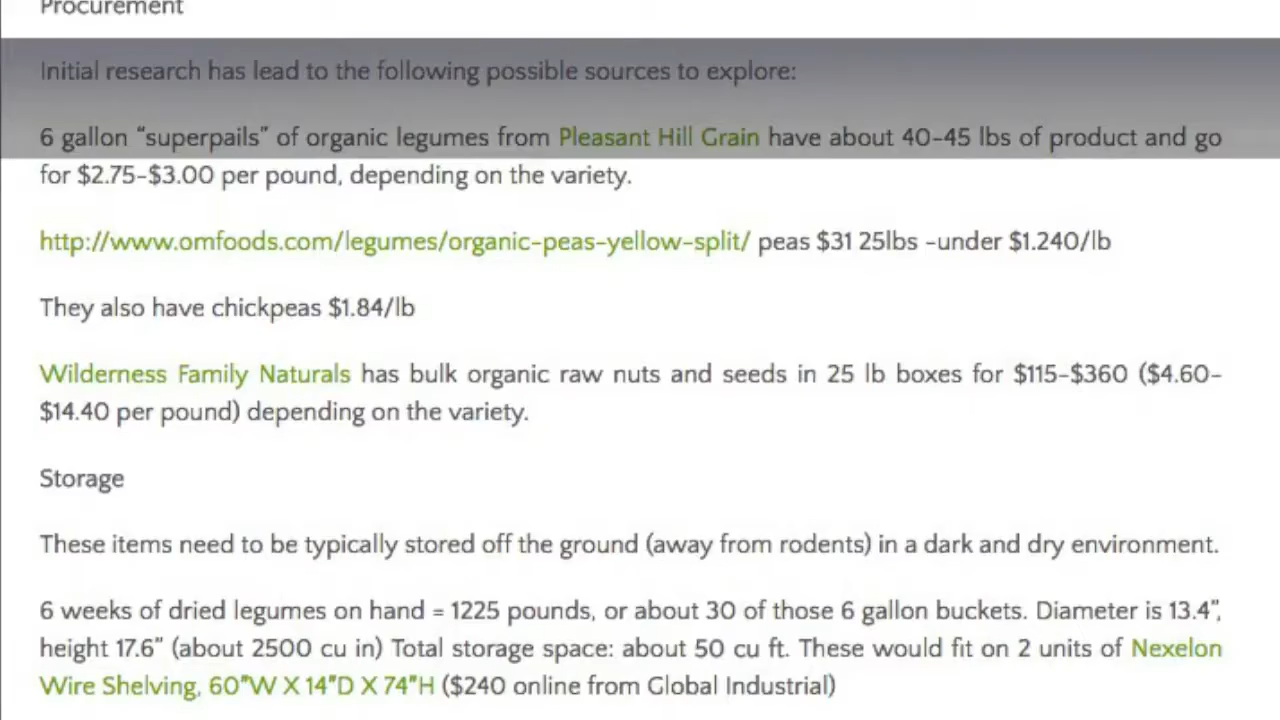 Procurement
Initial research has lead to the following possible sources to explore:
6 gallon “superpails” of organic legumes from Pleasant Hill Grain have about 40-45 lbs of product and go
for $2.75-$3.00 per pound, depending on the variety.
http://www.omfoods.com/legumes/organic-peas-yellow-split/ peas $31 25lbs -under $1.240/lb
They also have chickpeas $1.84/lb
Wilderness Family Naturals has bulk organic raw nuts and seeds in 25 lb boxes for $115-$360 ($4.60-
$14.40 per pound) depending on the variety.
Storage
These items need to be typically stored off the ground (away from rodents) in a dark and dry environment.
6 weeks of dried legumes on hand = 1225 pounds, or about 30 of those 6 gallon buckets. Diameter is 13.4”,
height 17.6” (about 2500 cu in) Total storage space: about 50 cu ft. These would fit on 2 units of Nexelon
Wire Shelving, 60"W X 14"D X 74"H ($240 online from Global Industrial)